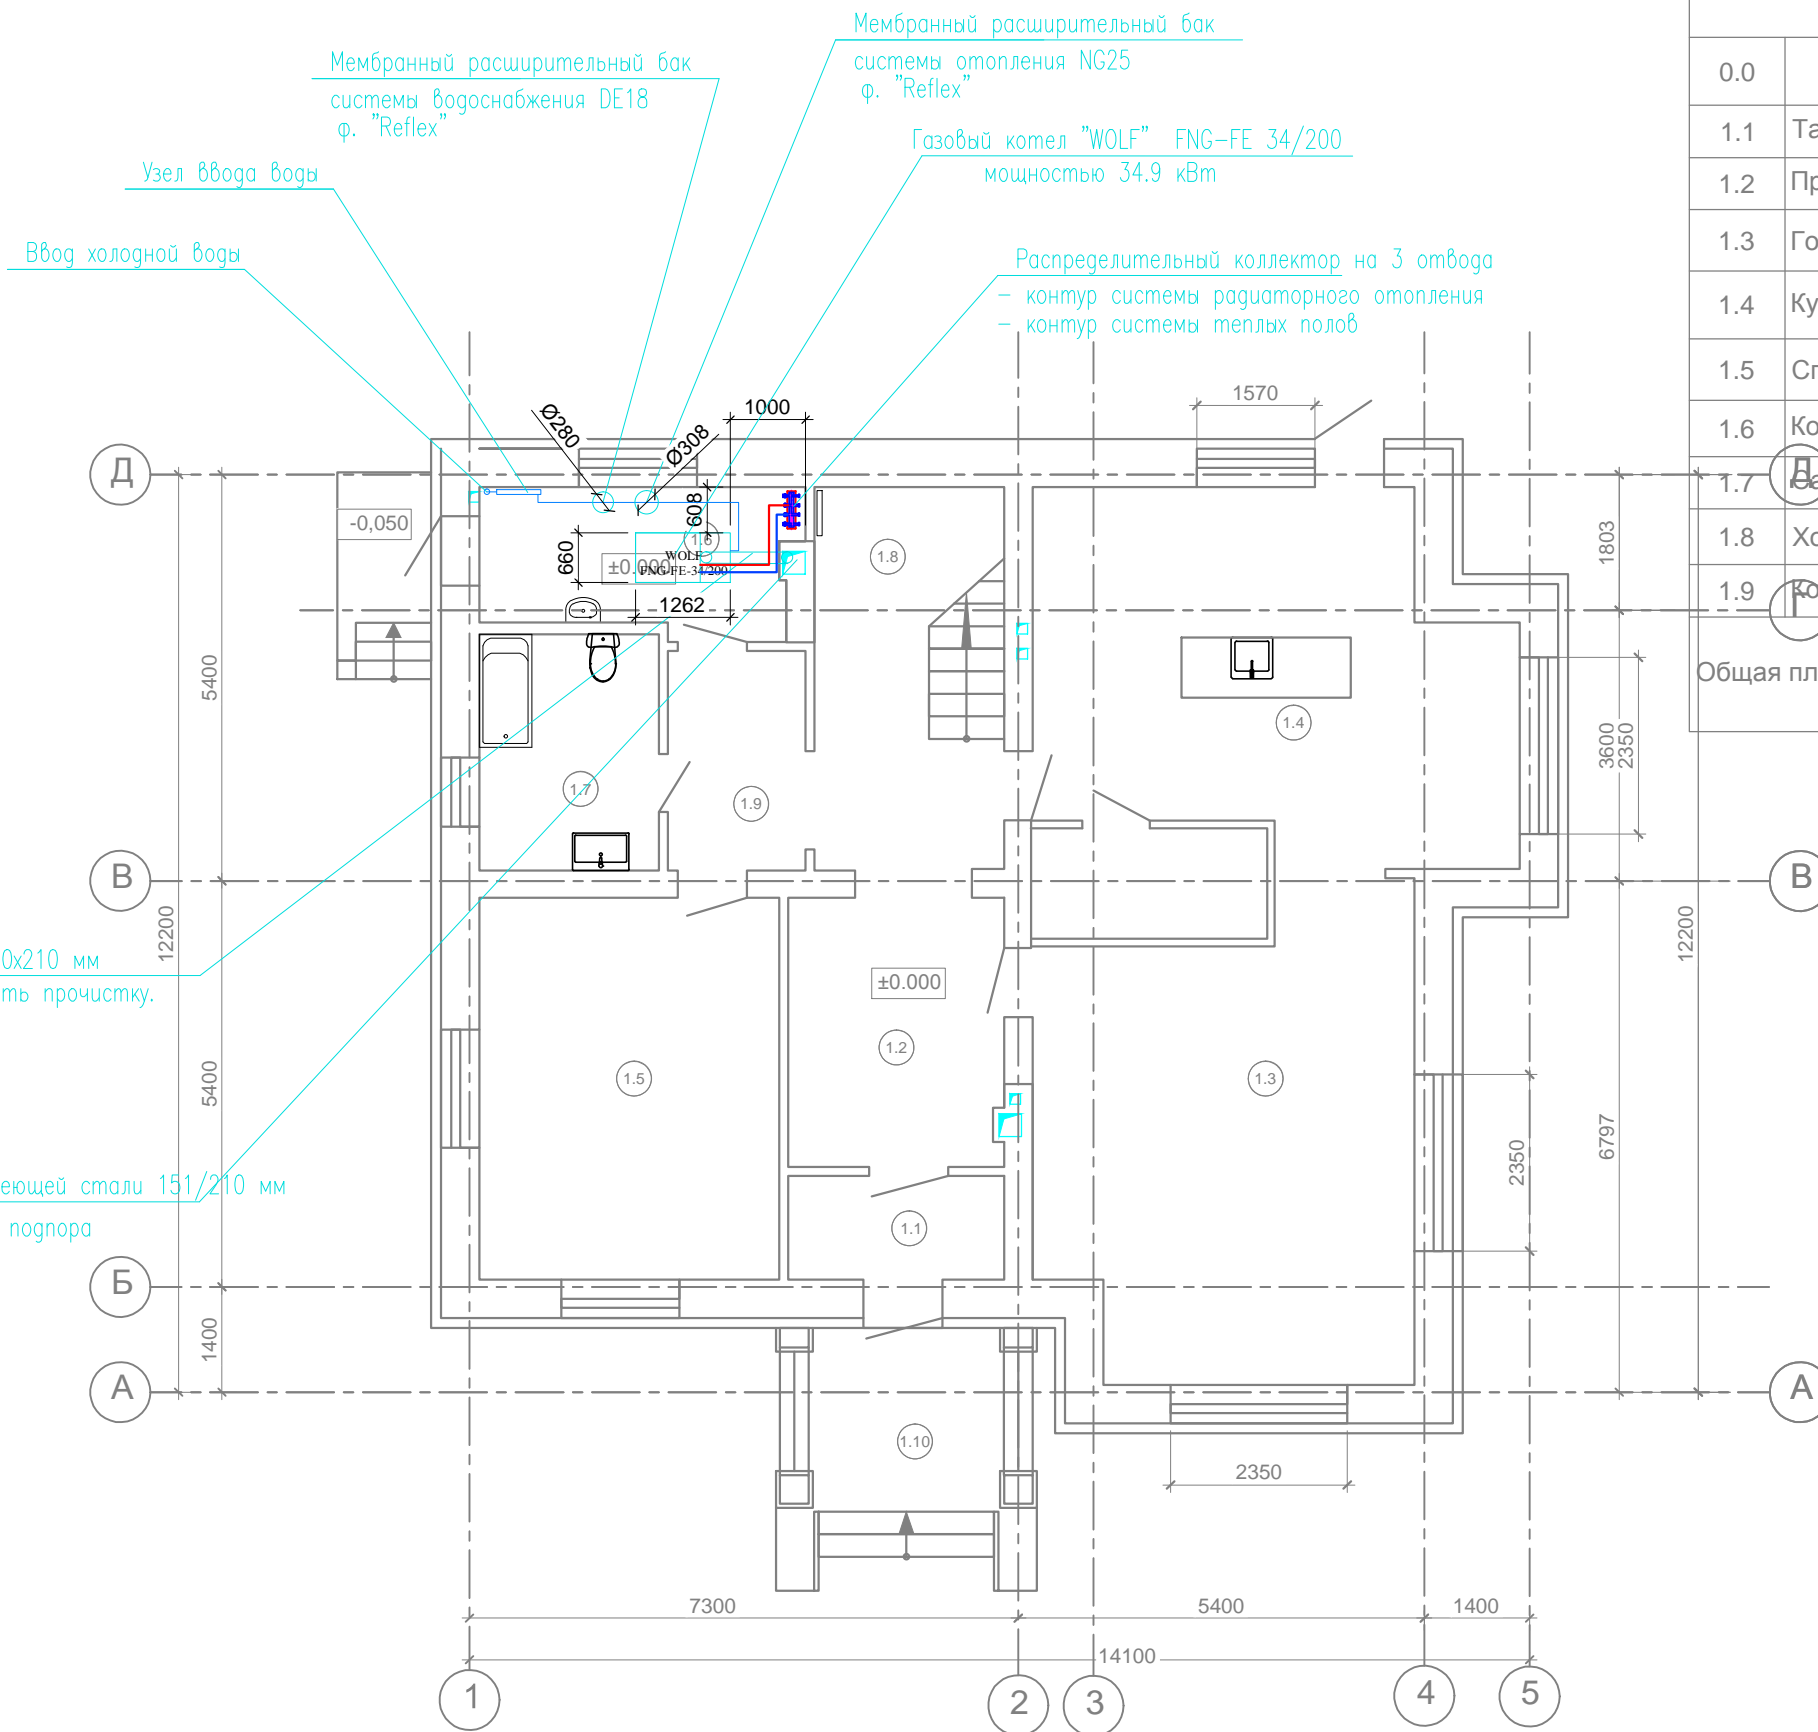 Мембранный расширительный бак
системы отопления NG25
ф. "Reflex"
Мембранный расширительный бак
системы водоснабжения DE18
ф. "Reflex"
Газовый котел "WOLF" FNG-FE 34/200
мощностью 34.9 кВт
Узел ввода воды
Ввод холодной воды
Распределительный коллектор на 3 отвода
- контур системы радиаторного отопления
- контур системы теплых полов
0.0
1.1 Та
1.2 Пр
1.3 Го
1.4 Ку
1.5 Сп
1.6 Ко
1.7 Са
1.8 Хо
1.9 Ко
Общая пл
1570
1000
Ø280
Ø308
608
660
1262
WOLF
FNG-FE-34/200
±0.000
-0,050
1.6
1.8
1.4
1.7
1.9
±0.000
1.2
1.5
1.3
1.1
1.10
Д
В
Б
А
Д
Г
В
А
12200
5400
5400
1400
1803
3600
2350
12200
6797
2350
2350
0х210 мм
ть прочистку.
еющей стали 151/210 мм
подпора
7300
5400
1400
14100
1
2
3
4
5